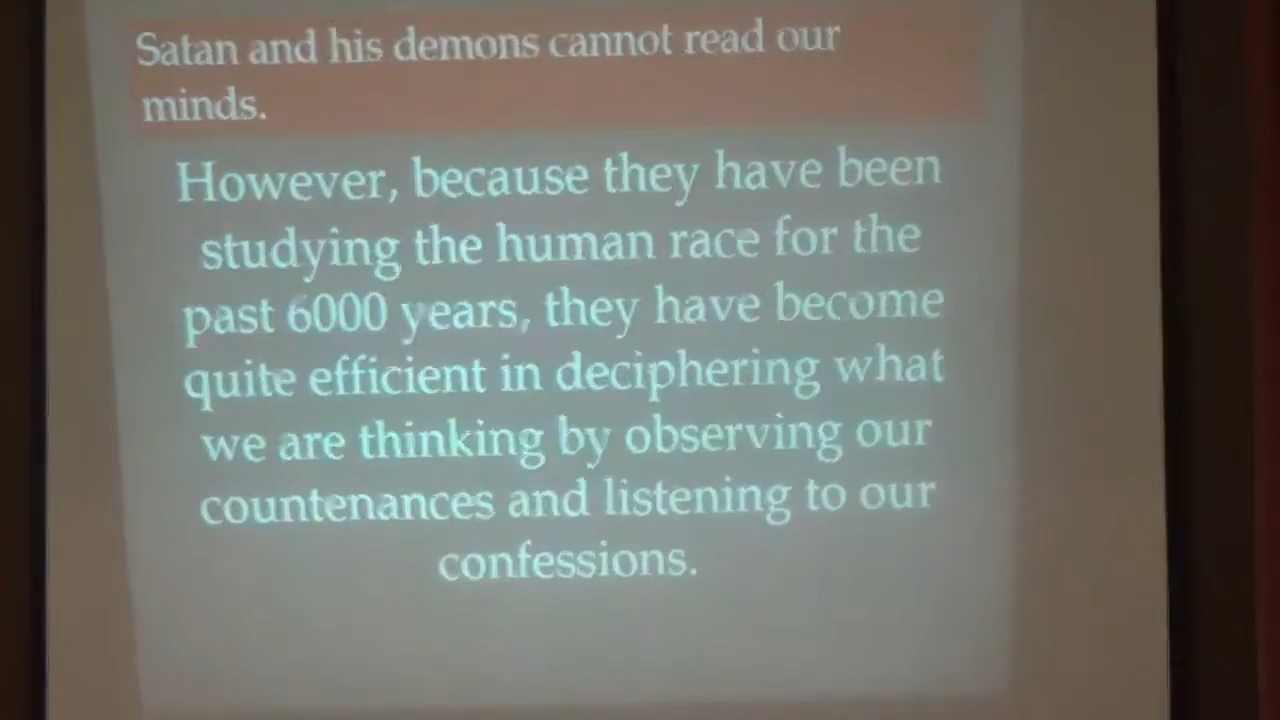 Satan and his demons cannot read our
minds.
However, because they have been
studying the human race for the
past 6000 years, they have become
quite efficient in deciphering what
we are thinking by observing our
countenances and listening to our
confessions.